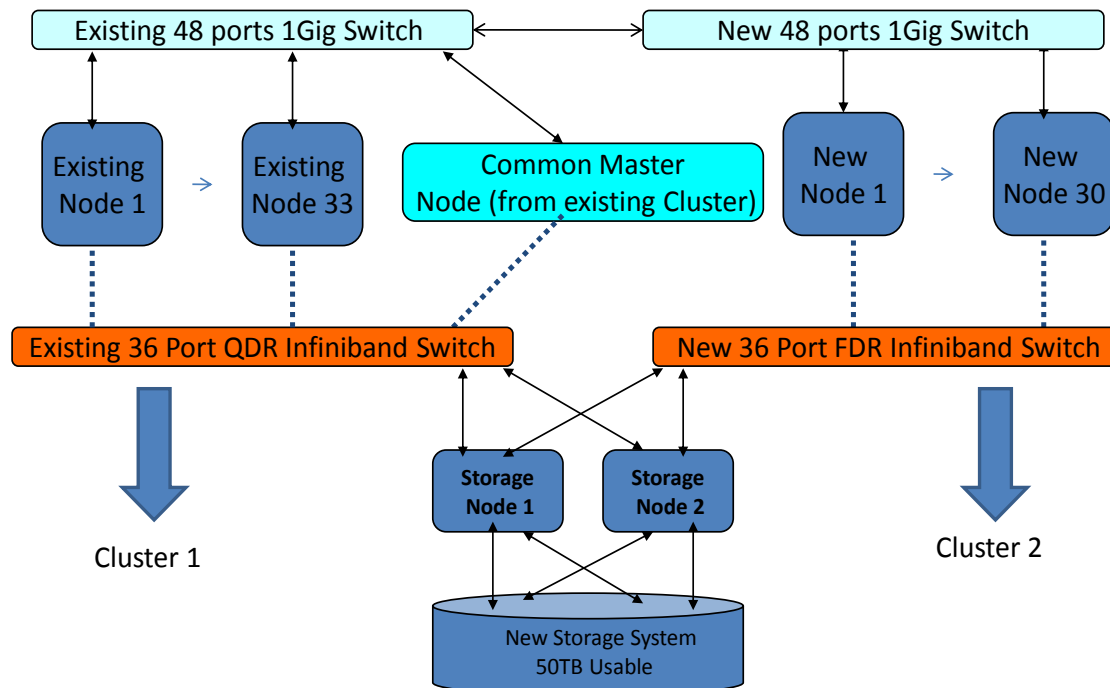 Existing 48 ports 1Gig Switch
New 48 ports 1Gig Switch
Existing
Node 1
Existing
Node 33
Common Master
Node (from existing Cluster)
New
Node 1
New
Node 30
Existing 36 Port QDR Infiniband Switch
New 36 Port FDR Infiniband Switch
Storage
Node 1
Storage
Node 2
Cluster 1
Cluster 2
New Storage System
50TB Usable